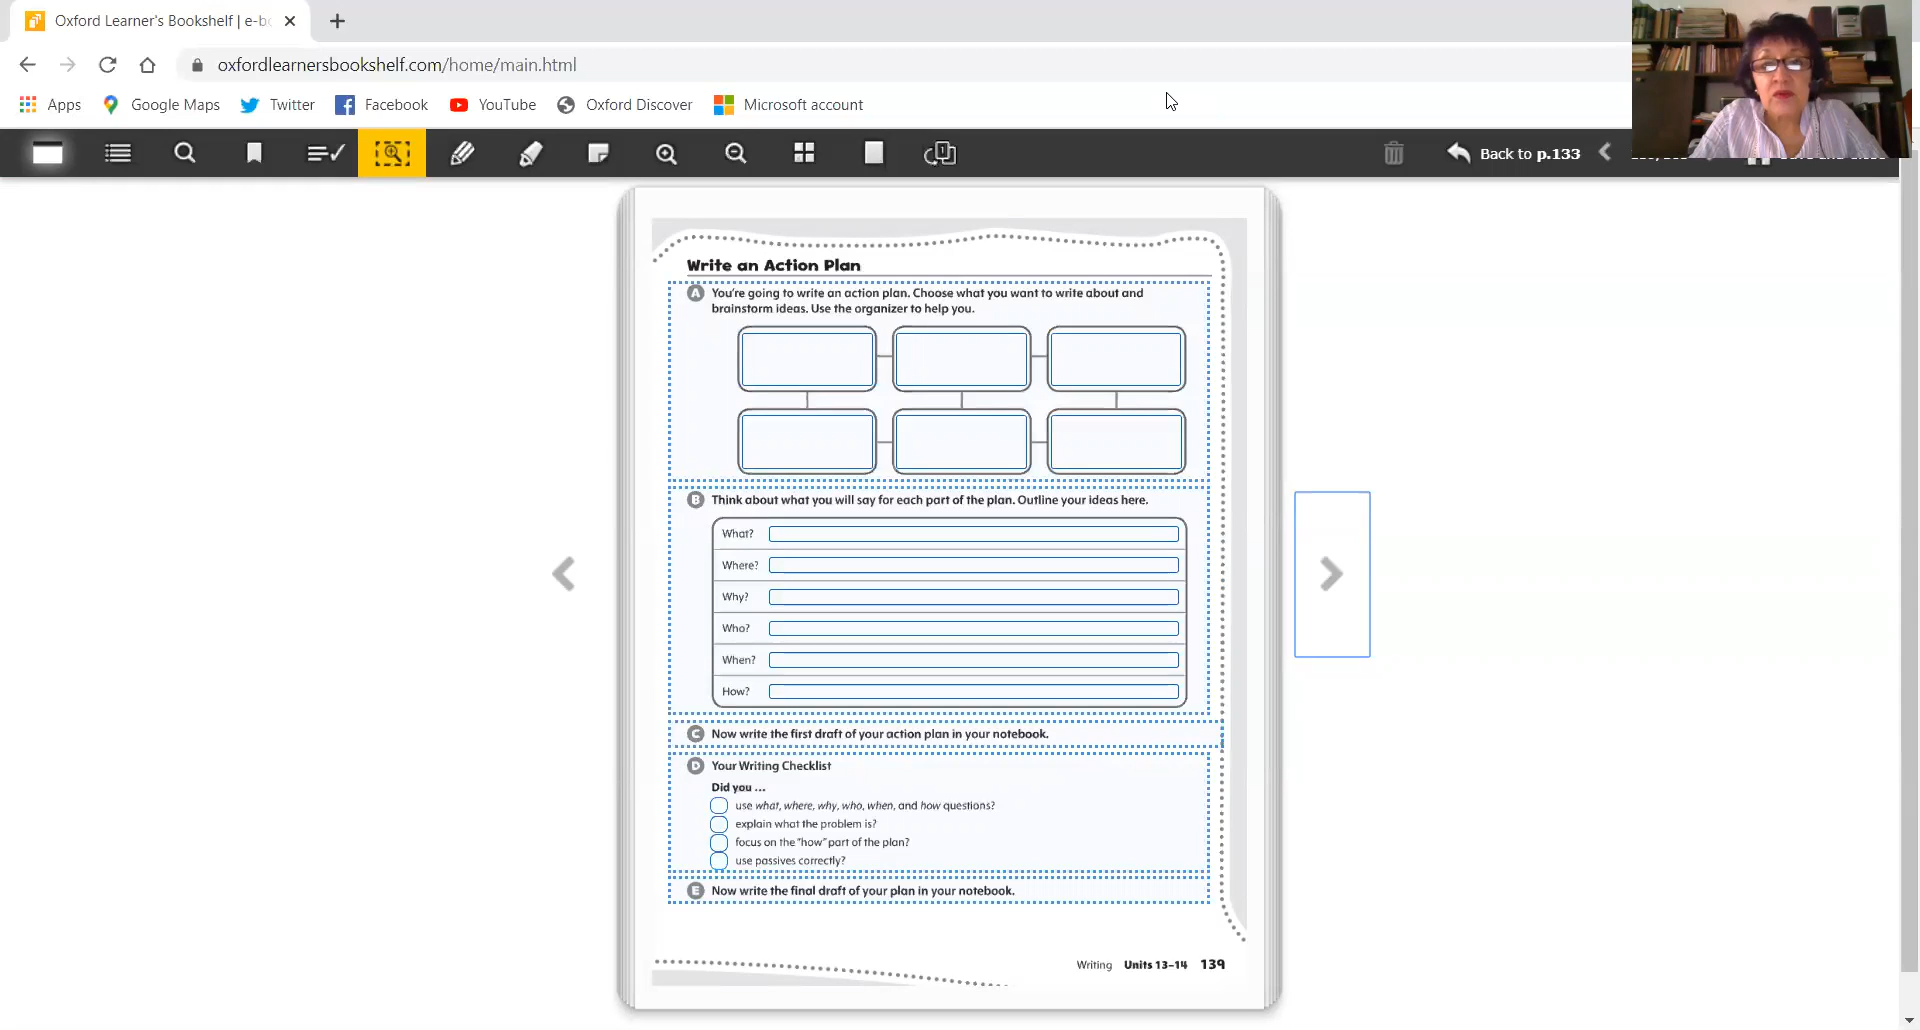 Oxford Learner's Bookshelf | e-b
oxfordlearnersbookshelf.com/home/main.html
Apps Google Maps Twitter Facebook YouTube Oxford Discover Microsoft account
Back to p.133
Write an Action Plan
A You're going to write an action plan. Choose what you want to write about and
brainstorm ideas. Use the organizer to help you.
B Think about what you will say for each part of the plan. Outline your ideas here.
What?
Where?
Why?
Who?
When?
How?
C Now write the first draft of your action plan in your notebook.
D Your Writing Checklist
Did you ...
use what, where, why, who, when, and how questions?
explain what the problem is?
focus on the "how" part of the plan?
use passives correctly?
E Now write the final draft of your plan in your notebook.
Writing Units 13–14 139